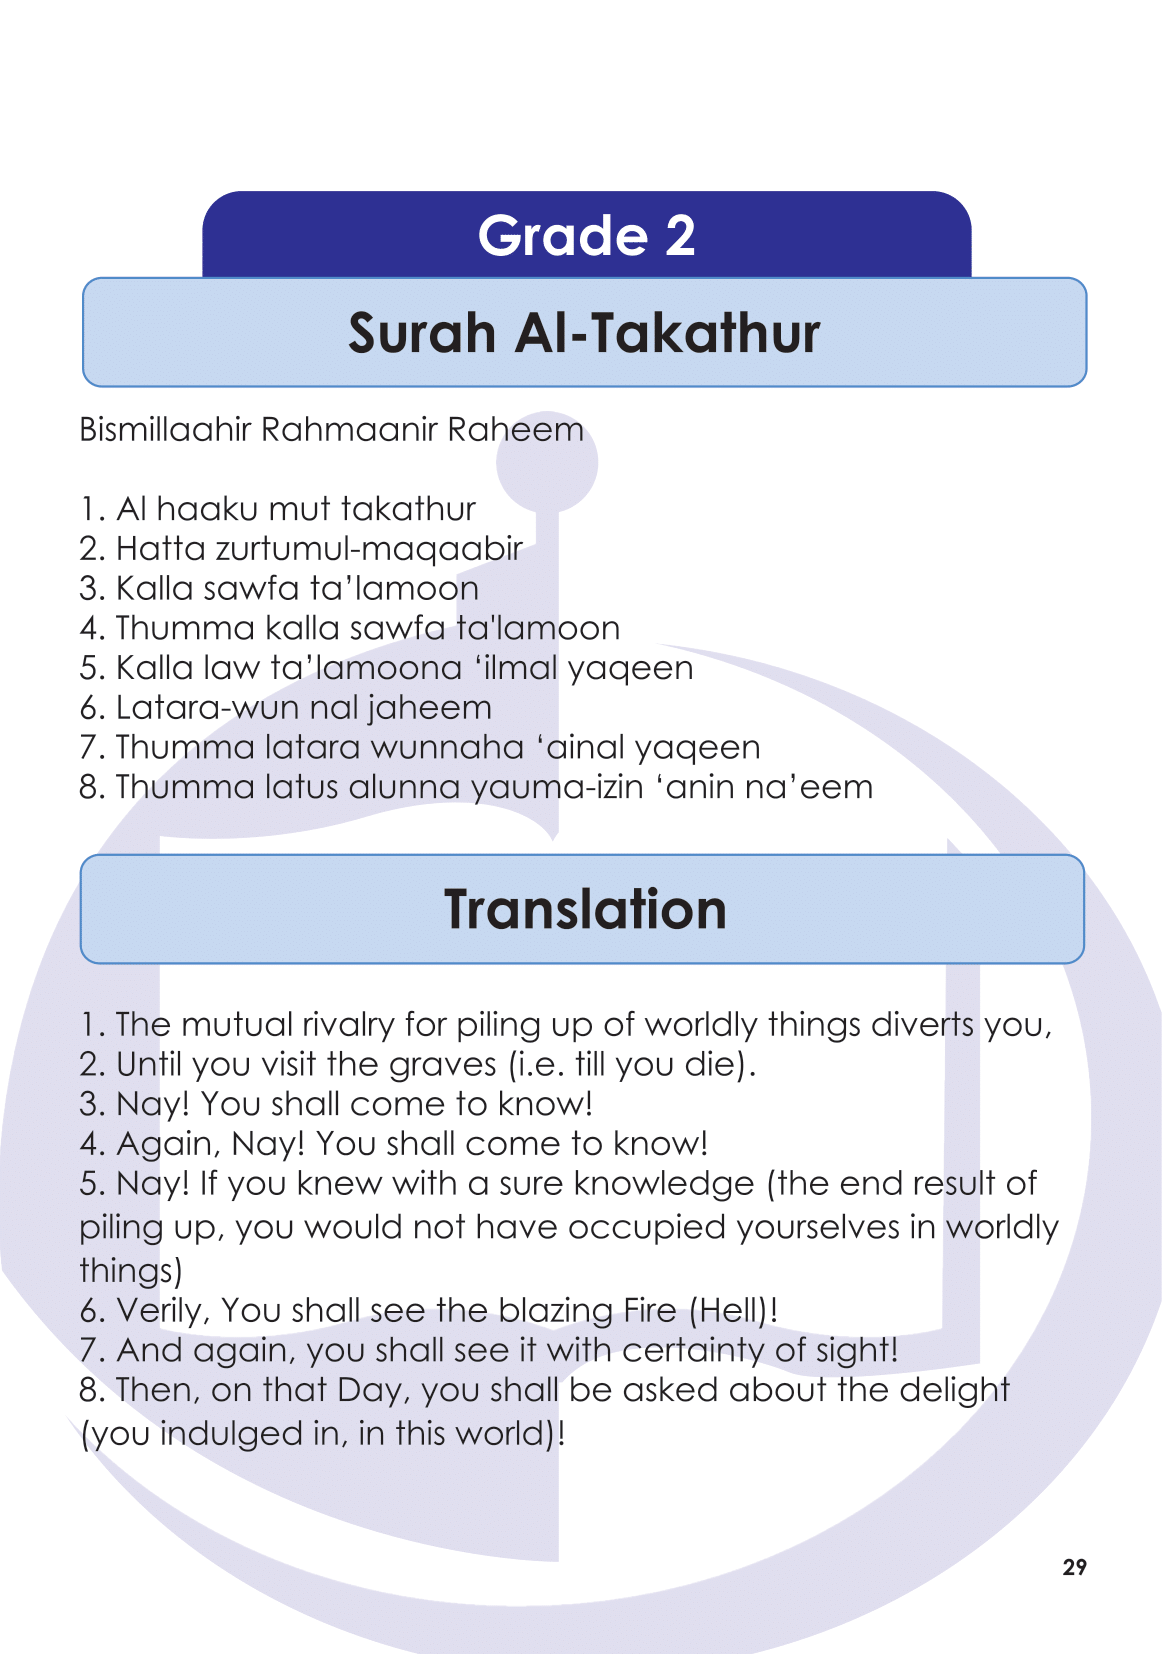 Grade 2
Surah Al-Takathur
Bismillaahir Rahmaanir Raheem
1. Al haaku mut takathur
2. Hatta zurtumul-maqaabir
3. Kalla sawfa ta’lamoon
4. Thumma kalla sawfa ta'lamoon
5. Kalla law ta’lamoona ‘ilmal yaqeen
6. Latara-wun nal jaheem
7. Thumma latara wunnaha ‘ainal yaqeen
8. Thumma latus alunna yauma-izin ‘anin na’eem
Translation
1. The mutual rivalry for piling up of worldly things diverts you,
2. Until you visit the graves (i.e. till you die).
3. Nay! You shall come to know!
4. Again, Nay! You shall come to know!
5. Nay! If you knew with a sure knowledge (the end result of
piling up, you would not have occupied yourselves in worldly
things)
6. Verily, You shall see the blazing Fire (Hell)!
7. And again, you shall see it with certainty of sight!
8. Then, on that Day, you shall be asked about the delight
(you indulged in, in this world)!
29